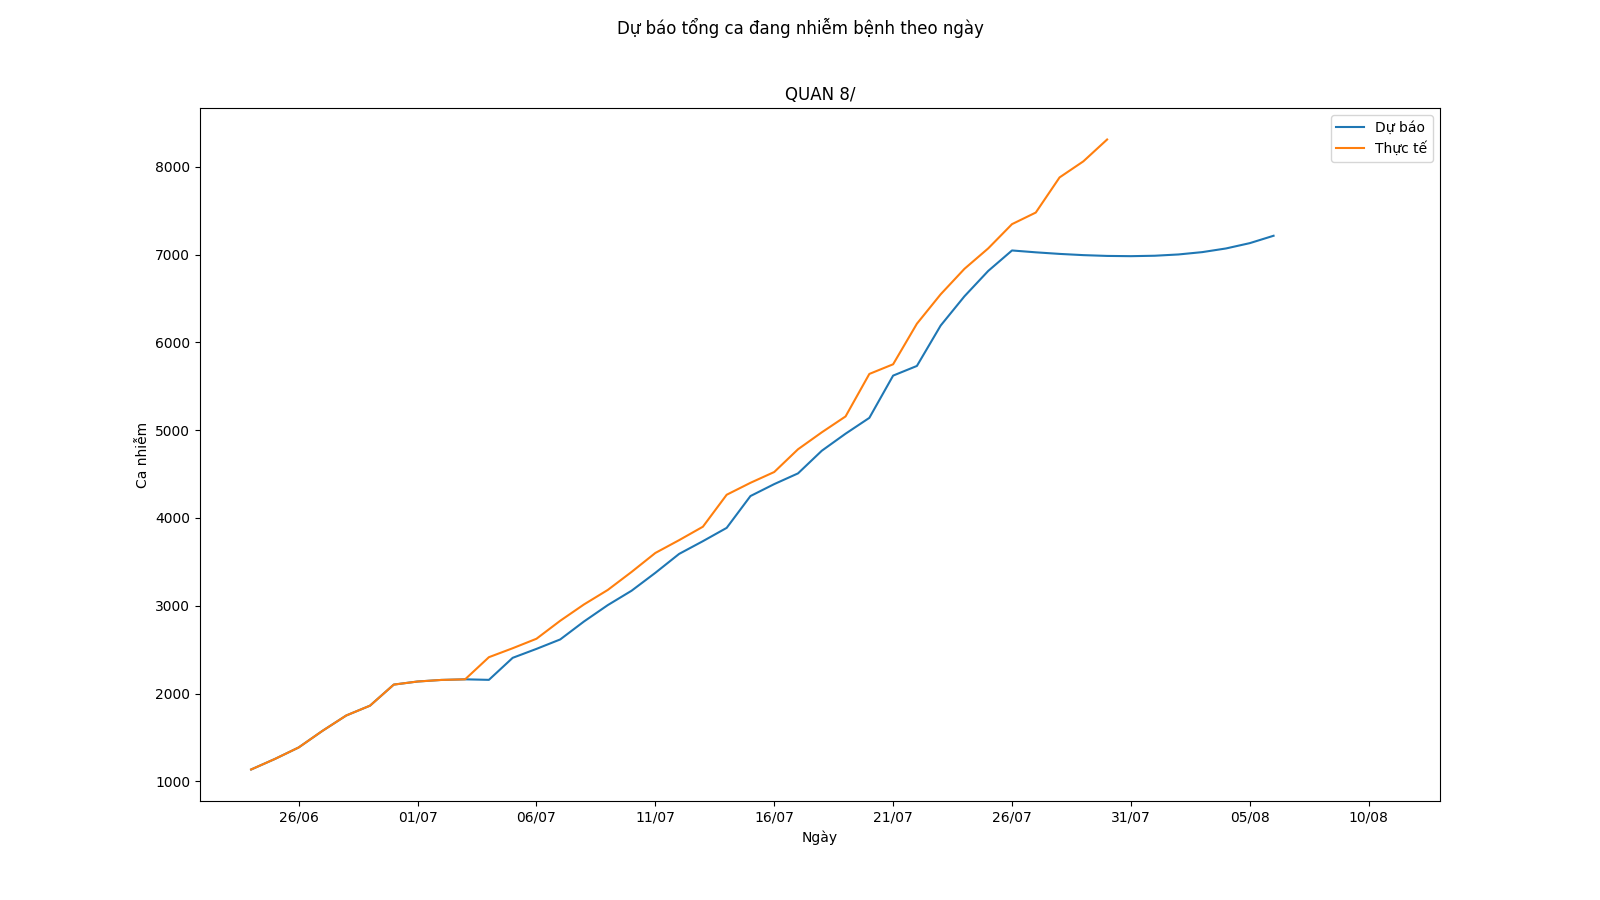 Dự báo tổng ca đang nhiễm bệnh theo ngày
QUAN 8/
Dự báo
Thực tế
8000
7000
6000
5000
4000
3000
2000
1000
Ca nhiễm
26/06 01/07 06/07 11/07 16/07 21/07 26/07 31/07 05/08 10/08
Ngày